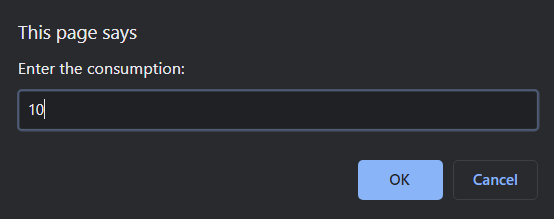 This page says
Enter the consumption:
10
OK
Cancel